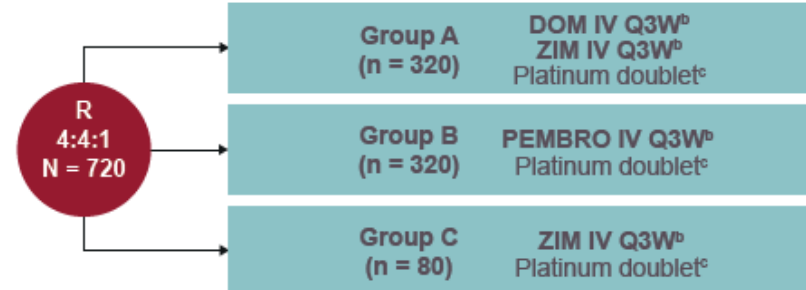 R
4:4:1
N = 720
Group A
(n = 320)
DOM IV Q3Wᵇ
ZIM IV Q3Wᵇ
Platinum doubletᶜ
Group B
(n = 320)
PEMBRO IV Q3Wᵇ
Platinum doubletᶜ
Group C
(n = 80)
ZIM IV Q3Wᵇ
Platinum doubletᶜ